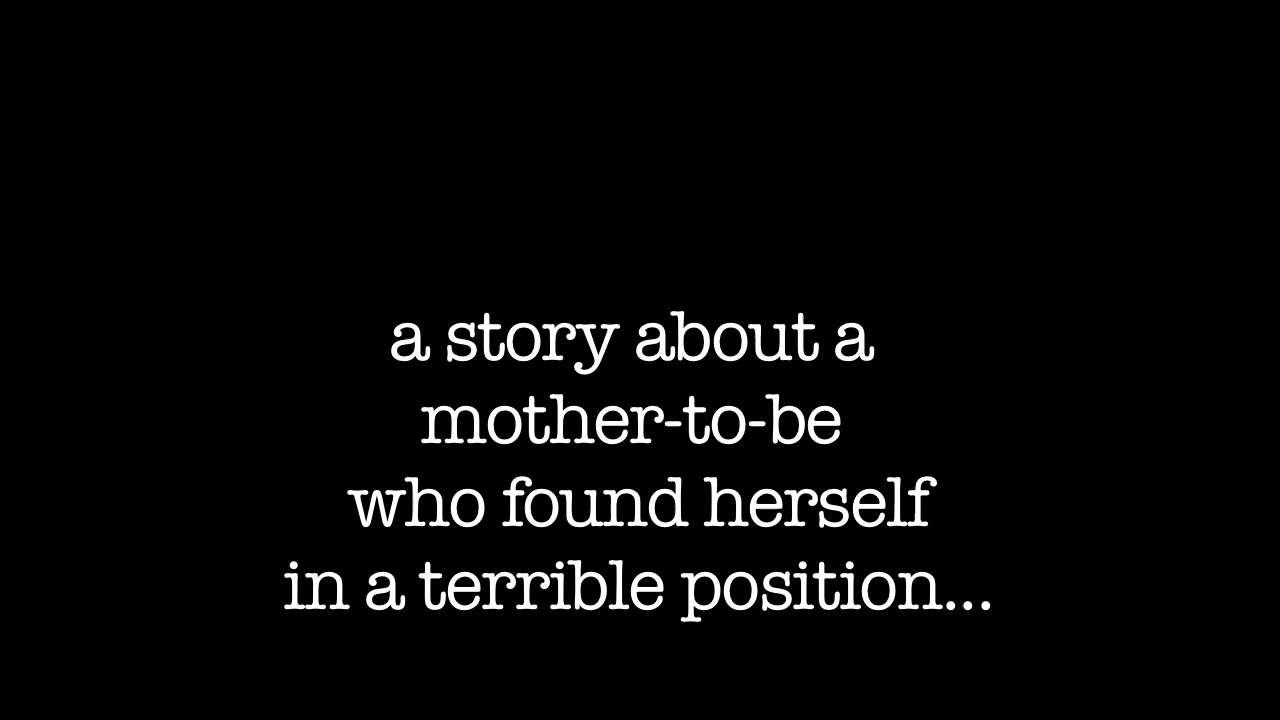 a story about a
mother-to-be
who found herself
in a terrible position...